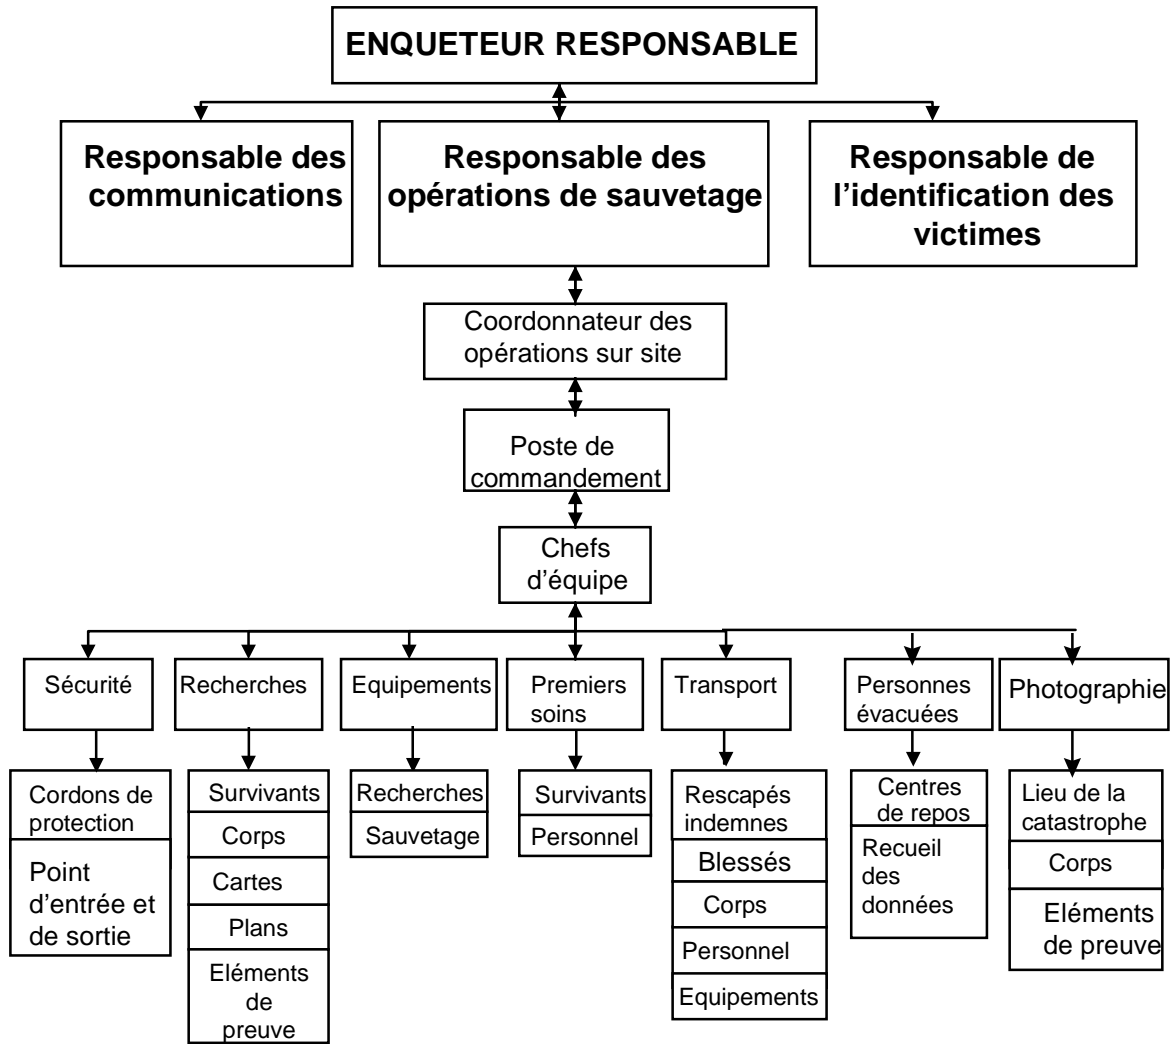 ENQUETEUR RESPONSABLE
Responsable des
communications
Responsable des
opérations de sauvetage
Responsable de
l’identification des
victimes
Coordonnateur des
opérations sur site
Poste de
commandement
Chefs
d’équipe
Sécurité
Recherches
Equipements
Premiers
soins
Transport
Personnes
évacuées
Photographie
Cordons de
protection
Point
d’entrée et
de sortie
Survivants
Corps
Cartes
Plans
Eléments
de
preuve
Recherches
Sauvetage
Survivants
Personnel
Rescapés
indemnes
Blessés
Corps
Personnel
Equipements
Centres
de repos
Recueil
des
données
Lieu de la
catastrophe
Corps
Eléments
de preuve